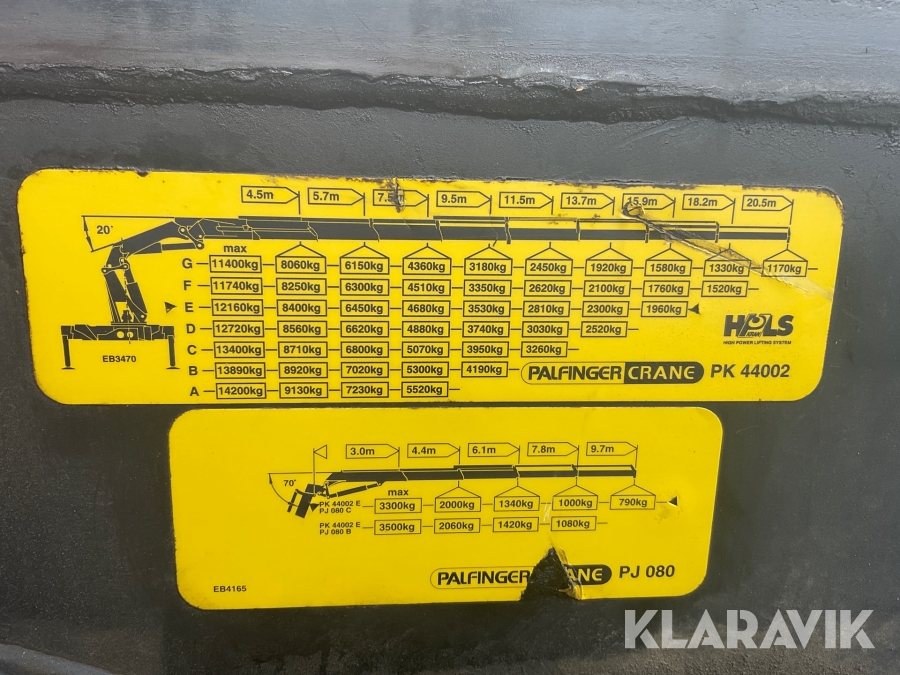 4.5m 5.7m 9.5m 11.5m 13.7m 15.9m 18.2m 20.5m
20°
max
G 11400kg 8060kg 6150kg 4360kg 3180kg 2450kg 1920kg 1580kg 1330kg 1170kg
F 11740kg 8250kg 6300kg 4510kg 3350kg 2620kg 2100kg 1760kg 1520kg
E 12160kg 8400kg 6450kg 4680kg 3530kg 2810kg 2300kg 1960kg
D 12720kg 8560kg 6620kg 4880kg 3740kg 3030kg 2520kg
C 13400kg 8710kg 6800kg 5070kg 3950kg 3260kg
B 13890kg 8920kg 7020kg 5300kg 4190kg
A 14200kg 9130kg 7230kg 5520kg
EB3470
HPLS
XTRANO
HIGH POWER LIFTING SYSTEM
PALFINGER CRANE PK 44002
3.0m 4.4m 6.1m 7.8m 9.7m
70°
max
PK 44002 E
PJ 080 C
3300kg 2000kg 1340kg 1000kg 790kg
PK 44002 E
PJ 080 B
3500kg 2060kg 1420kg 1080kg
EB4165
PALFINGER CRANE PJ 080
KLARAVIK